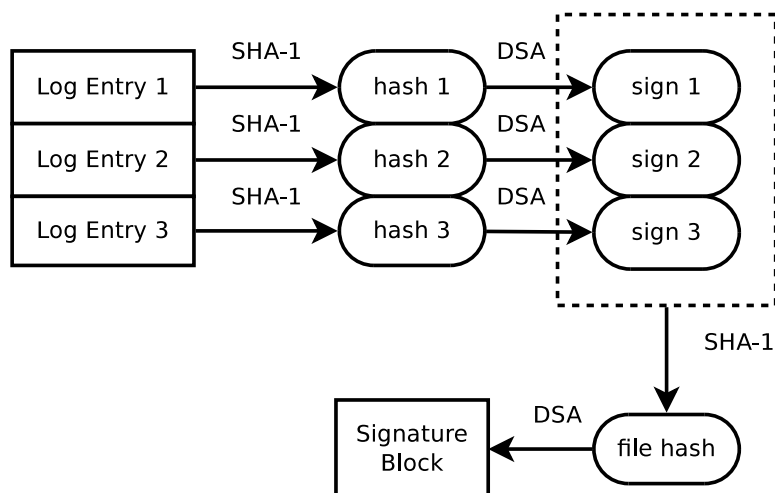 SHA-1
DSA
Log Entry 1
hash 1
sign 1
SHA-1
DSA
Log Entry 2
hash 2
sign 2
SHA-1
DSA
Log Entry 3
hash 3
sign 3
SHA-1
DSA
Signature
Block
file hash